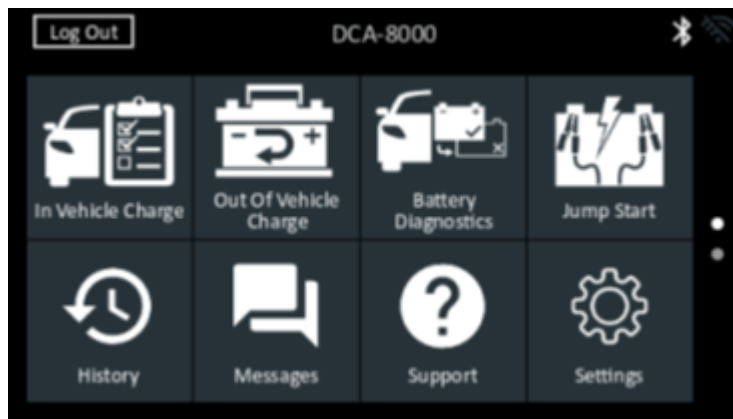 Log Out
DCA-8000
In Vehicle Charge
Out Of Vehicle
Charge
Battery
Diagnostics
Jump Start
History
Messages
Support
Settings